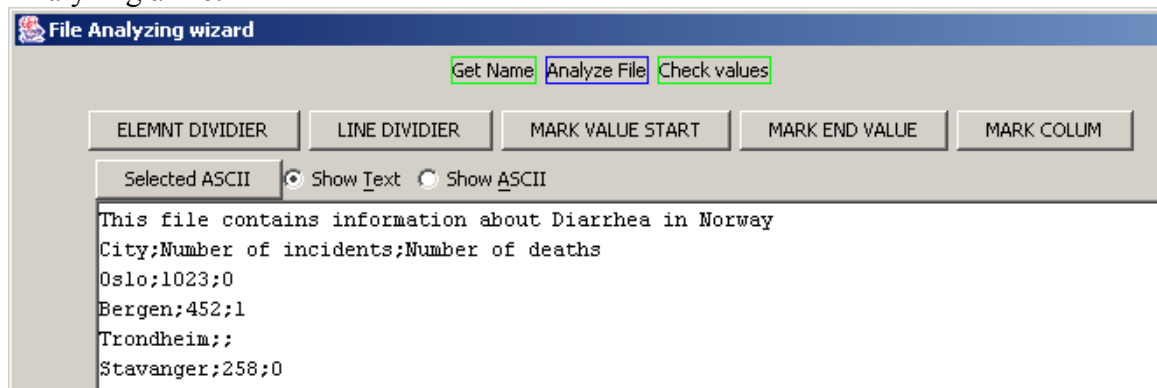 File Analyzing wizard
Get Name Analyze File Check values
ELEMNT DIVIDIER LINE DIVIDIER MARK VALUE START MARK END VALUE MARK COLUM
Selected ASCII Show Text Show ASCII
This file contains information about Diarrhea in Norway
City;Number of incidents;Number of deaths
Oslo;1023;0
Bergen;452;1
Trondheim;;
Stavanger;258;0